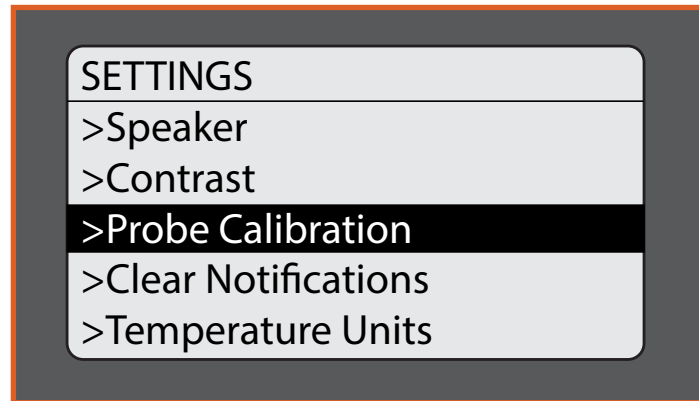 SETTINGS
>Speaker
>Contrast
>Probe Calibration
>Clear Notifications
>Temperature Units